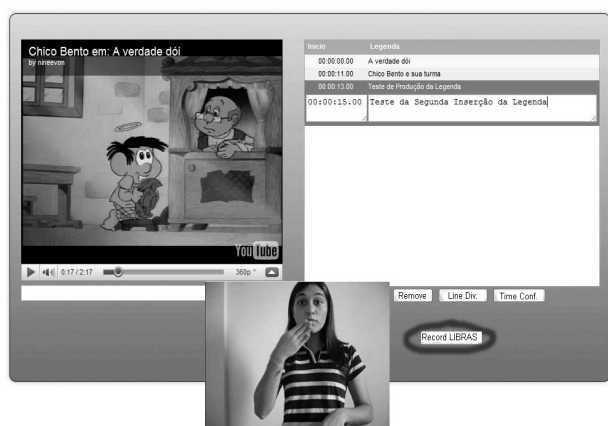 Chico Bento em: A verdade dói
by nineevon
Início Legenda
00:00:00.00 A verdade dói
00:00:11.00 Chico Bento e sua turma
00:00:13.00 Teste de Produção da Legenda
00:00:15.00 Teste da Segunda Inserção da Legenda
YouTube
0:17 / 2:17 360p
Remove Line Div. Time Conf.
Record LIBRAS